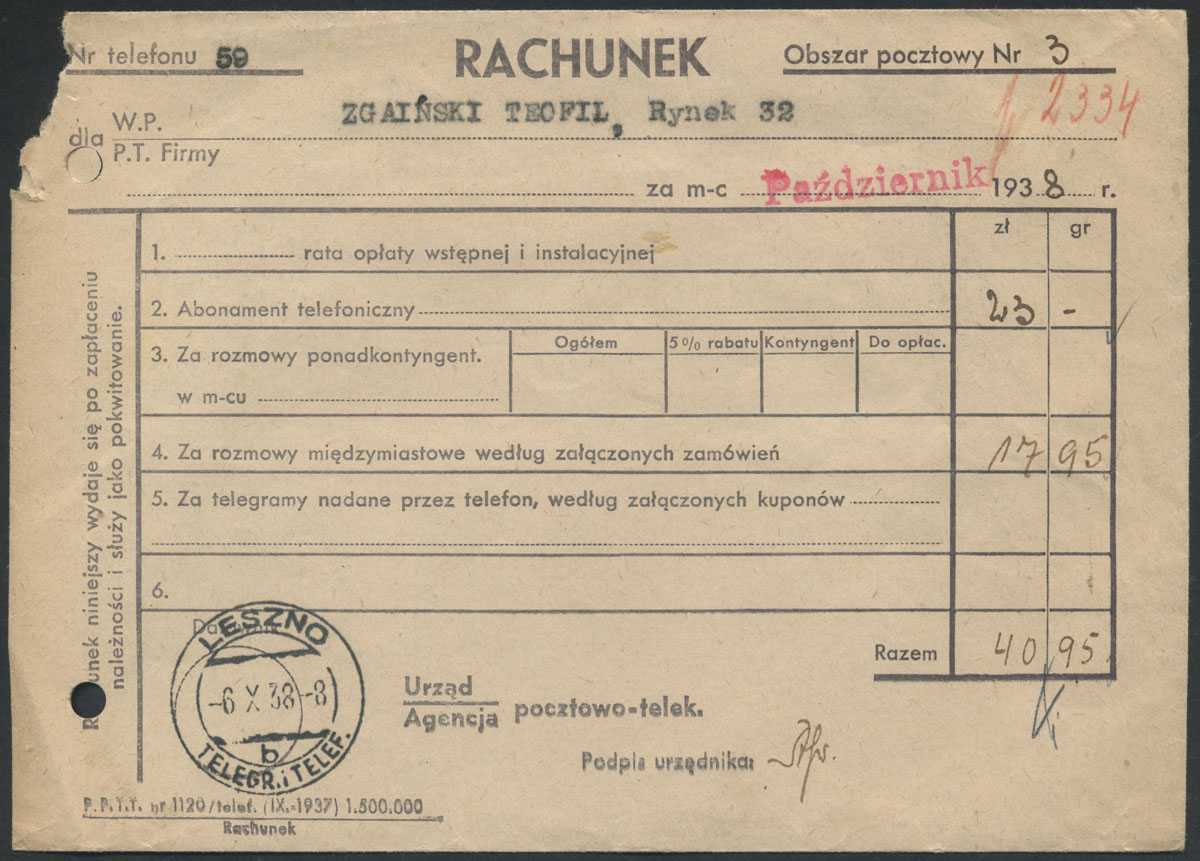 Nr telefonu 59
RACHUNEK
Obszar pocztowy Nr 3
2334
dla W.P.
P.T. Firmy
ZGAIŃSKI TEOFIL, Rynek 32
za m-c Październik 1938 r.
zł gr
1. rata opłaty wstępnej i instalacyjnej
2. Abonament telefoniczny 23 -
3. Za rozmowy ponadkontyngent.
w m-cu
Ogółem 5% rabatu Kontyngent Do opłac.
4. Za rozmowy międzymiastowe według załączonych zamówień 17 95
5. Za telegramy nadane przez telefon, według załączonych kuponów
6.
Razem 40 95
LESZNO
-6 X 38-8
b
TELEGR. i TELEF.
Urząd
Agencja pocztowo-telek.
Podpis urzędnika:
P.P.T.T. nr 1120/telef. (IX.-1937) 1.500.000
Rachunek
Rachunek niniejszy wydaje się po zapłaceniu
należności i służy jako pokwitowanie.